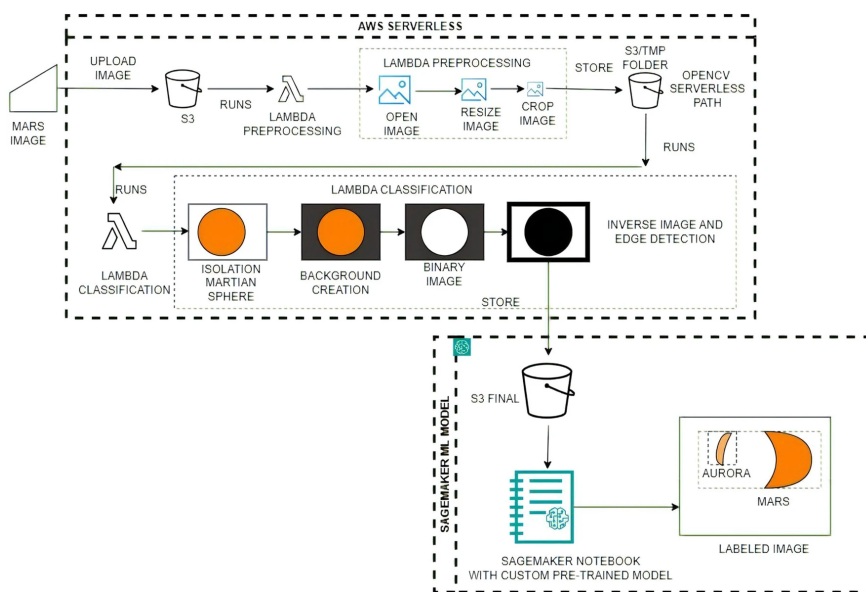 AWS SERVERLESS
UPLOAD
IMAGE
MARS
IMAGE
S3
RUNS
LAMBDA
PREPROCESSING
LAMBDA PREPROCESSING
OPEN
IMAGE
RESIZE
IMAGE
CROP
IMAGE
STORE
S3/TMP
FOLDER
OPENCV
SERVERLESS
PATH
RUNS
RUNS
LAMBDA
CLASSIFICATION
LAMBDA CLASSIFICATION
ISOLATION
MARTIAN
SPHERE
BACKGROUND
CREATION
BINARY
IMAGE
INVERSE IMAGE AND
EDGE DETECTION
STORE
SAGEMAKER ML MODEL
S3 FINAL
SAGEMAKER NOTEBOOK
WITH CUSTOM PRE-TRAINED MODEL
AURORA
MARS
LABELED IMAGE